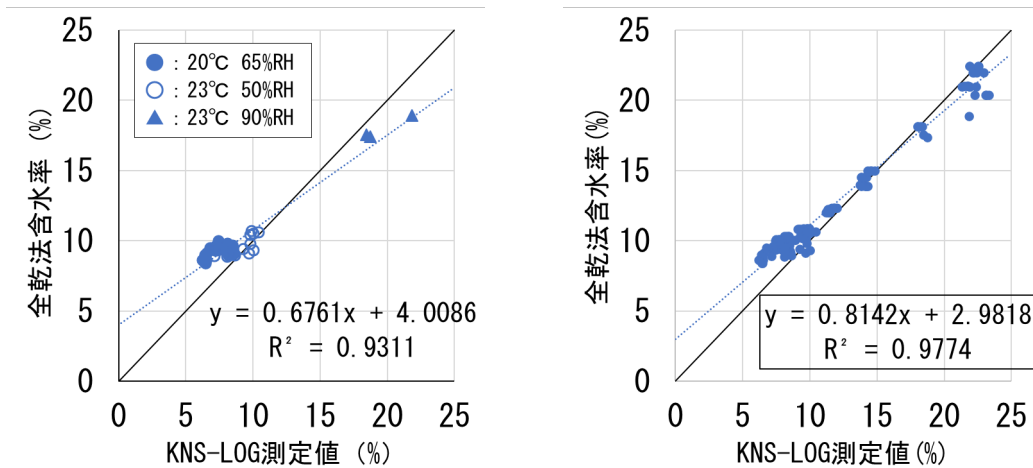 25
20
15
10
5
0
全乾法含水率 (%)
● : 20℃ 65%RH
○ : 23℃ 50%RH
▲ : 23℃ 90%RH
y = 0.6761x + 4.0086
R² = 0.9311
0 5 10 15 20 25
KNS-LOG測定値 (%)
25
20
15
10
5
0
全乾法含水率(%)
y = 0.8142x + 2.9818
R² = 0.9774
0 5 10 15 20 25
KNS-LOG測定値(%)